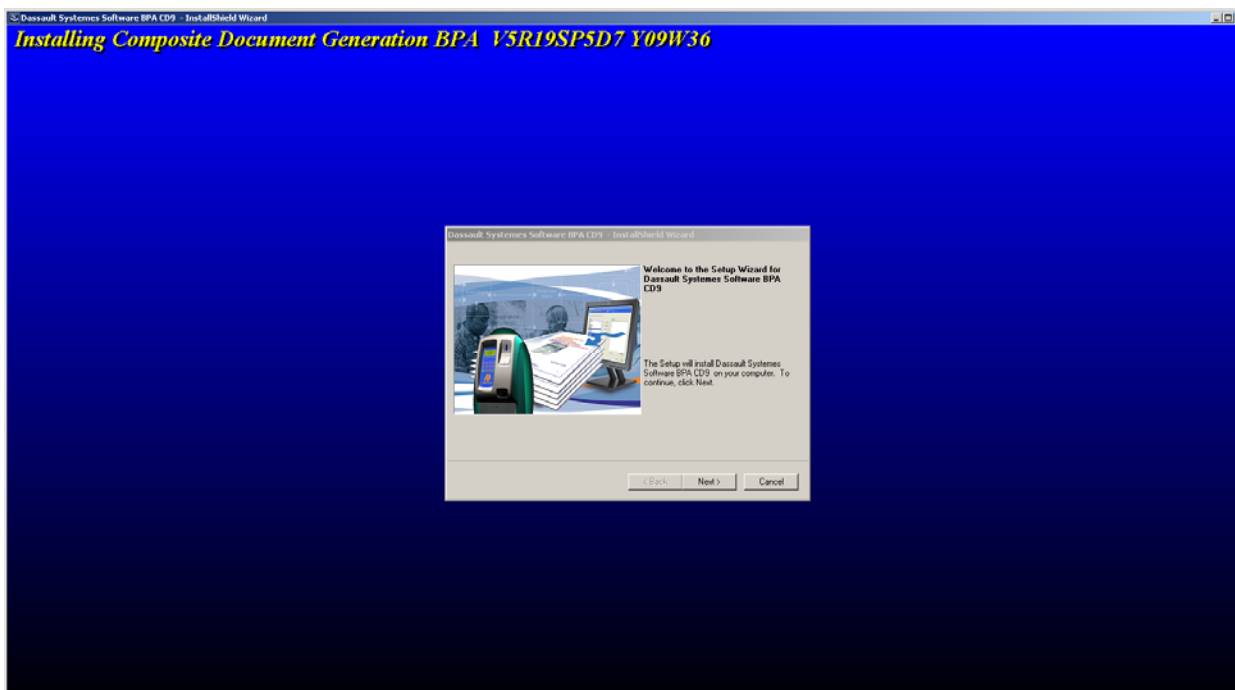 Dassault Systemes Software BPA CD9 - InstallShield Wizard
Installing Composite Document Generation BPA V5R19SP5D7 Y09W36
Dassault Systemes Software BPA CD9 - InstallShield Wizard
Welcome to the Setup Wizard for
Dassault Systemes Software BPA
CD9
The Setup will install Dassault Systemes
Software BPA CD9 on your computer. To
continue, click Next.
< Back
Next >
Cancel